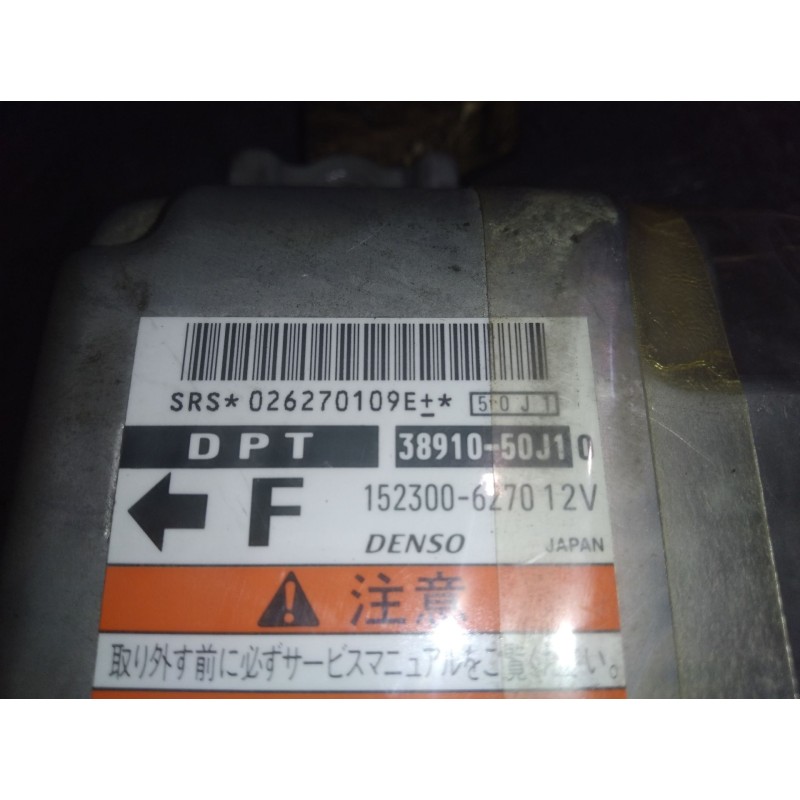 SRS*026270109E±* 50J1
DPT 38910-50J10
F 152300-6270 12V
DENSO JAPAN
注意
取り外す前に必ずサービスマニュアルをご覧ください。